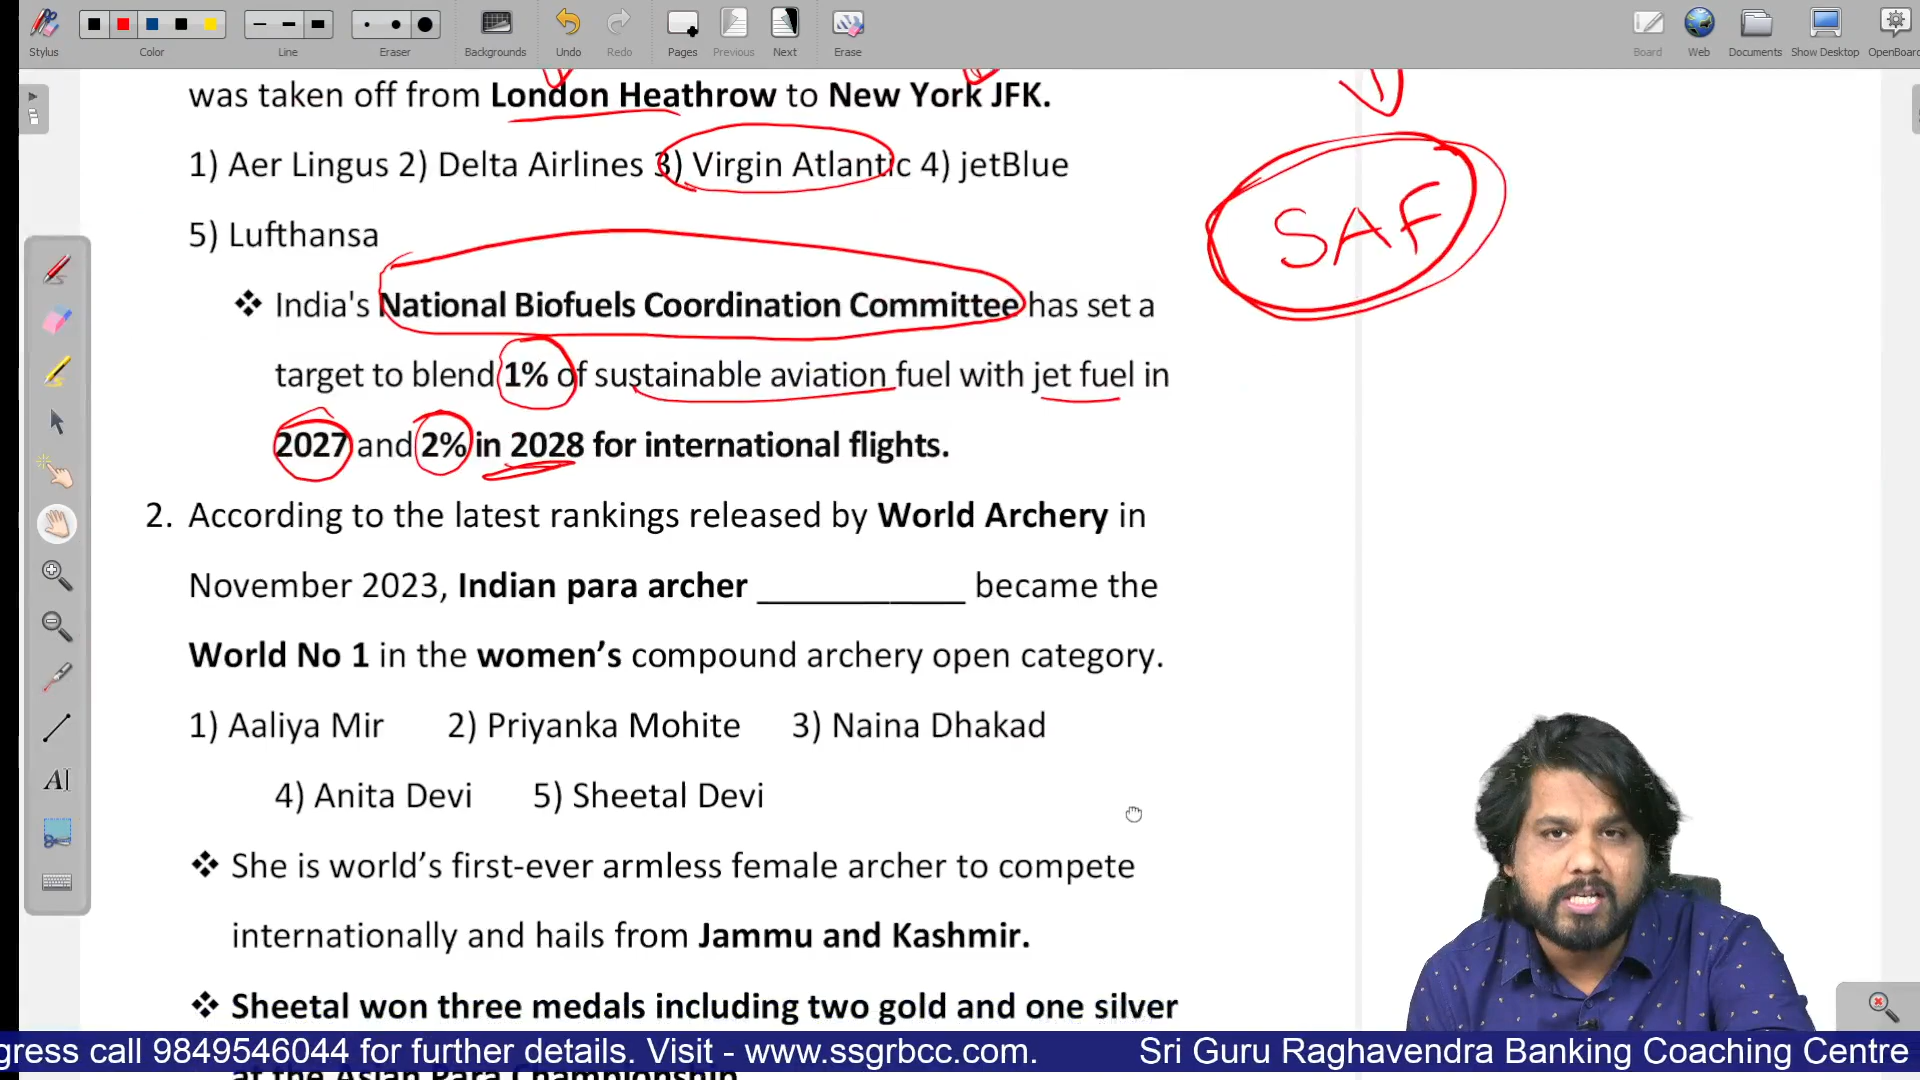 Stylus
Color
Line
Eraser
Backgrounds
Undo
Redo
Pages
Previous
Next
Erase
Board
Web
Documents
Show Desktop
OpenBoard
was taken off from London Heathrow to New York JFK.
1) Aer Lingus 2) Delta Airlines 3) Virgin Atlantic 4) jetBlue
5) Lufthansa
SAF
❖ India's National Biofuels Coordination Committee has set a
target to blend 1% of sustainable aviation fuel with jet fuel in
2027 and 2% in 2028 for international flights.
2. According to the latest rankings released by World Archery in
November 2023, Indian para archer ___________ became the
World No 1 in the women’s compound archery open category.
1) Aaliya Mir 2) Priyanka Mohite 3) Naina Dhakad
4) Anita Devi 5) Sheetal Devi
❖ She is world’s first-ever armless female archer to compete
internationally and hails from Jammu and Kashmir.
❖ Sheetal won three medals including two gold and one silver
at the Asian Para Championship
gress call 9849546044 for further details. Visit - www.ssgrbcc.com. Sri Guru Raghavendra Banking Coaching Centre